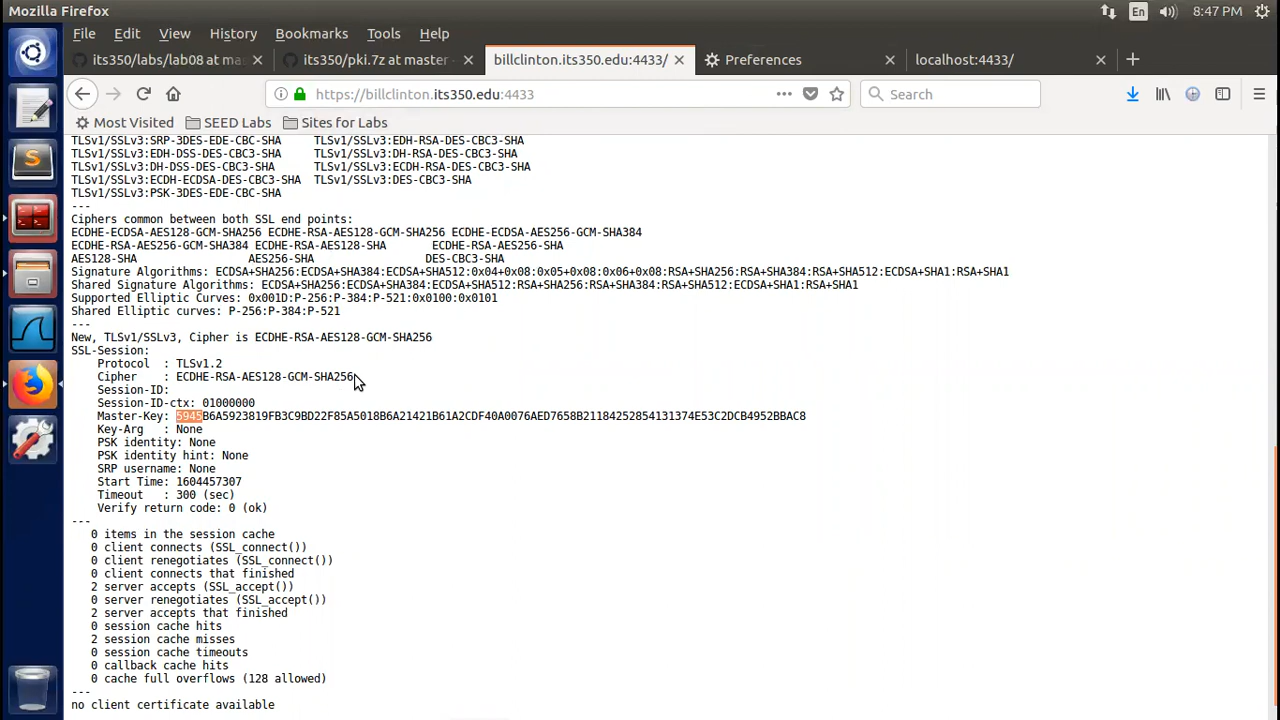 Mozilla Firefox
En
8:47 PM
File Edit View History Bookmarks Tools Help
its350/labs/lab08 at ma
its350/pki.7z at master
billclinton.its350.edu:4433/
Preferences
localhost:4433/
https://billclinton.its350.edu:4433
Search
Most Visited SEED Labs Sites for Labs
TLSv1/SSLv3:SRP-3DES-EDE-CBC-SHA TLSv1/SSLv3:EDH-RSA-DES-CBC3-SHA
TLSv1/SSLv3:EDH-DSS-DES-CBC3-SHA TLSv1/SSLv3:DH-RSA-DES-CBC3-SHA
TLSv1/SSLv3:DH-DSS-DES-CBC3-SHA TLSv1/SSLv3:ECDH-RSA-DES-CBC3-SHA
TLSv1/SSLv3:ECDH-ECDSA-DES-CBC3-SHA TLSv1/SSLv3:DES-CBC3-SHA
TLSv1/SSLv3:PSK-3DES-EDE-CBC-SHA
---
Ciphers common between both SSL end points:
ECDHE-ECDSA-AES128-GCM-SHA256 ECDHE-RSA-AES128-GCM-SHA256 ECDHE-ECDSA-AES256-GCM-SHA384
ECDHE-RSA-AES256-GCM-SHA384 ECDHE-RSA-AES128-SHA ECDHE-RSA-AES256-SHA
AES128-SHA AES256-SHA DES-CBC3-SHA
Signature Algorithms: ECDSA+SHA256:ECDSA+SHA384:ECDSA+SHA512:0x04+0x08:0x05+0x08:0x06+0x08:RSA+SHA256:RSA+SHA384:RSA+SHA512:ECDSA+SHA1:RSA+SHA1
Shared Signature Algorithms: ECDSA+SHA256:ECDSA+SHA384:ECDSA+SHA512:RSA+SHA256:RSA+SHA384:RSA+SHA512:ECDSA+SHA1:RSA+SHA1
Supported Elliptic Curves: 0x001D:P-256:P-384:P-521:0x0100:0x0101
Shared Elliptic curves: P-256:P-384:P-521
---
New, TLSv1/SSLv3, Cipher is ECDHE-RSA-AES128-GCM-SHA256
SSL-Session:
Protocol : TLSv1.2
Cipher : ECDHE-RSA-AES128-GCM-SHA256
Session-ID:
Session-ID-ctx: 01000000
Master-Key: 5945B6A5923819FB3C9BD22F85A5018B6A21421B61A2CDF40A0076AED7658B21184252854131374E53C2DCB4952BBAC8
Key-Arg : None
PSK identity: None
PSK identity hint: None
SRP username: None
Start Time: 1604457307
Timeout : 300 (sec)
Verify return code: 0 (ok)
---
0 items in the session cache
0 client connects (SSL_connect())
0 client renegotiates (SSL_connect())
0 client connects that finished
2 server accepts (SSL_accept())
0 server renegotiates (SSL_accept())
2 server accepts that finished
0 session cache hits
2 session cache misses
0 session cache timeouts
0 callback cache hits
0 cache full overflows (128 allowed)
---
no client certificate available